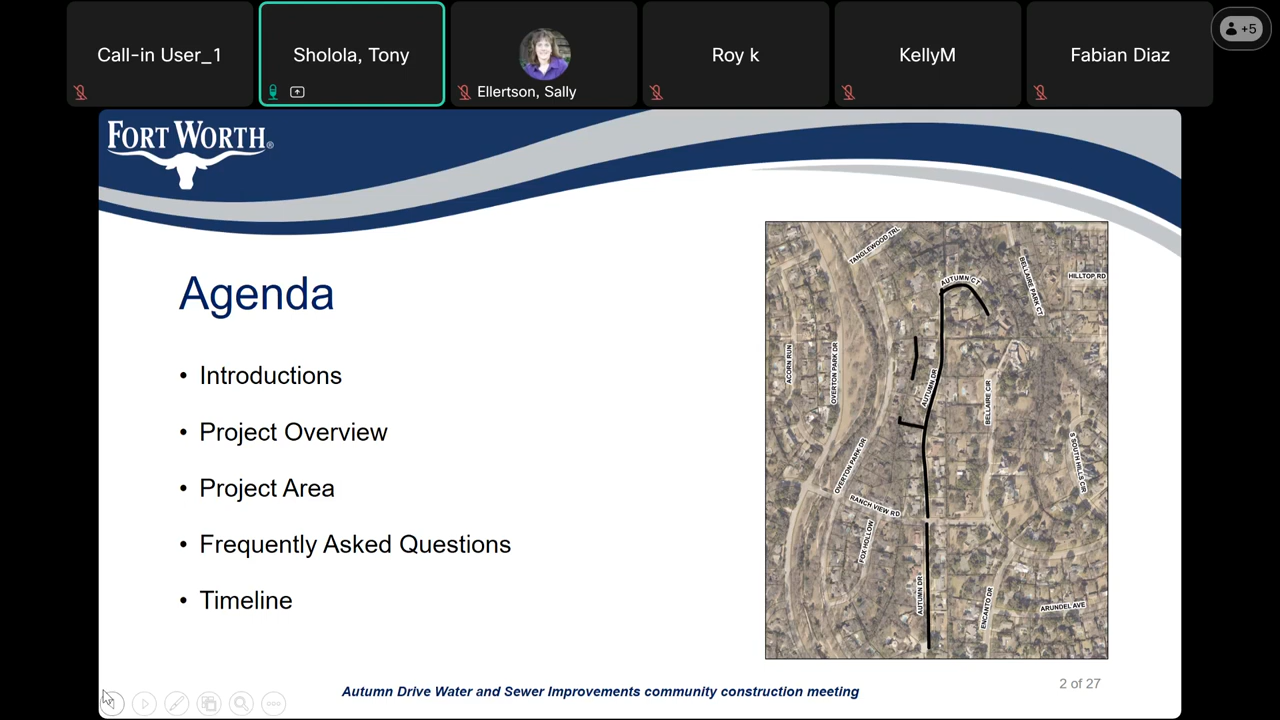 Call-in User_1
Sholola, Tony
Ellertson, Sally
Roy k
KellyM
Fabian Diaz
+5
FORT WORTH®
Agenda
• Introductions
• Project Overview
• Project Area
• Frequently Asked Questions
• Timeline
TANGLEWOOD TRL
AUTUMN CT
BELLAIRE PARK CT
HILLTOP RD
ACORN RUN
OVERTON PARK DR
AUTUMN DR
BELLAIRE CIR
S SOUTH HILLS CIR
OVERTON PARK DR
RANCH VIEW RD
FOX HOLLOW
AUTUMN DR
ENCANTO DR
ARUNDEL AVE
Autumn Drive Water and Sewer Improvements community construction meeting
2 of 27